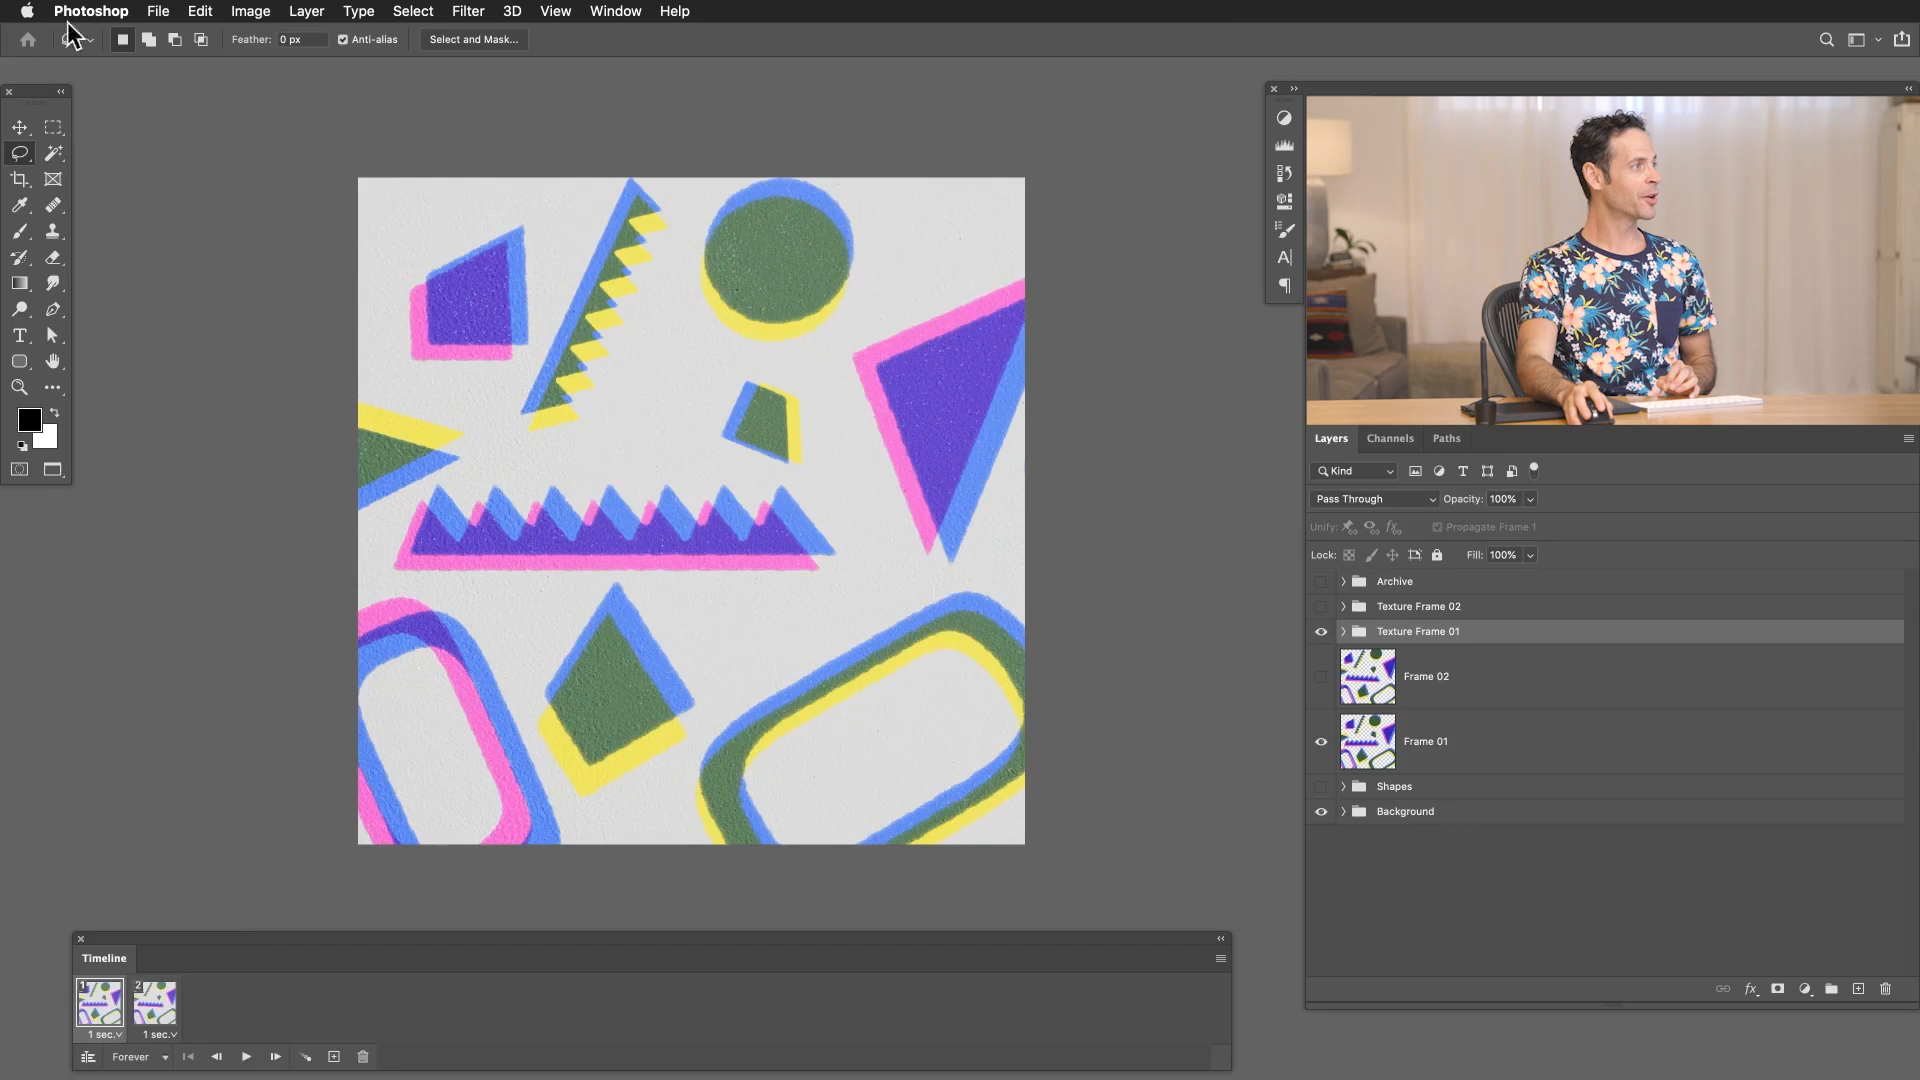 Photoshop File Edit Image Layer Type Select Filter 3D View Window Help
Feather: 0 px Anti-alias Select and Mask...
Layers Channels Paths
Kind
Pass Through Opacity: 100%
Unify: Propagate Frame 1
Lock: Fill: 100%
Archive
Texture Frame 02
Texture Frame 01
Frame 02
Frame 01
Shapes
Background
Timeline
1 2
1 sec. 1 sec.
Forever